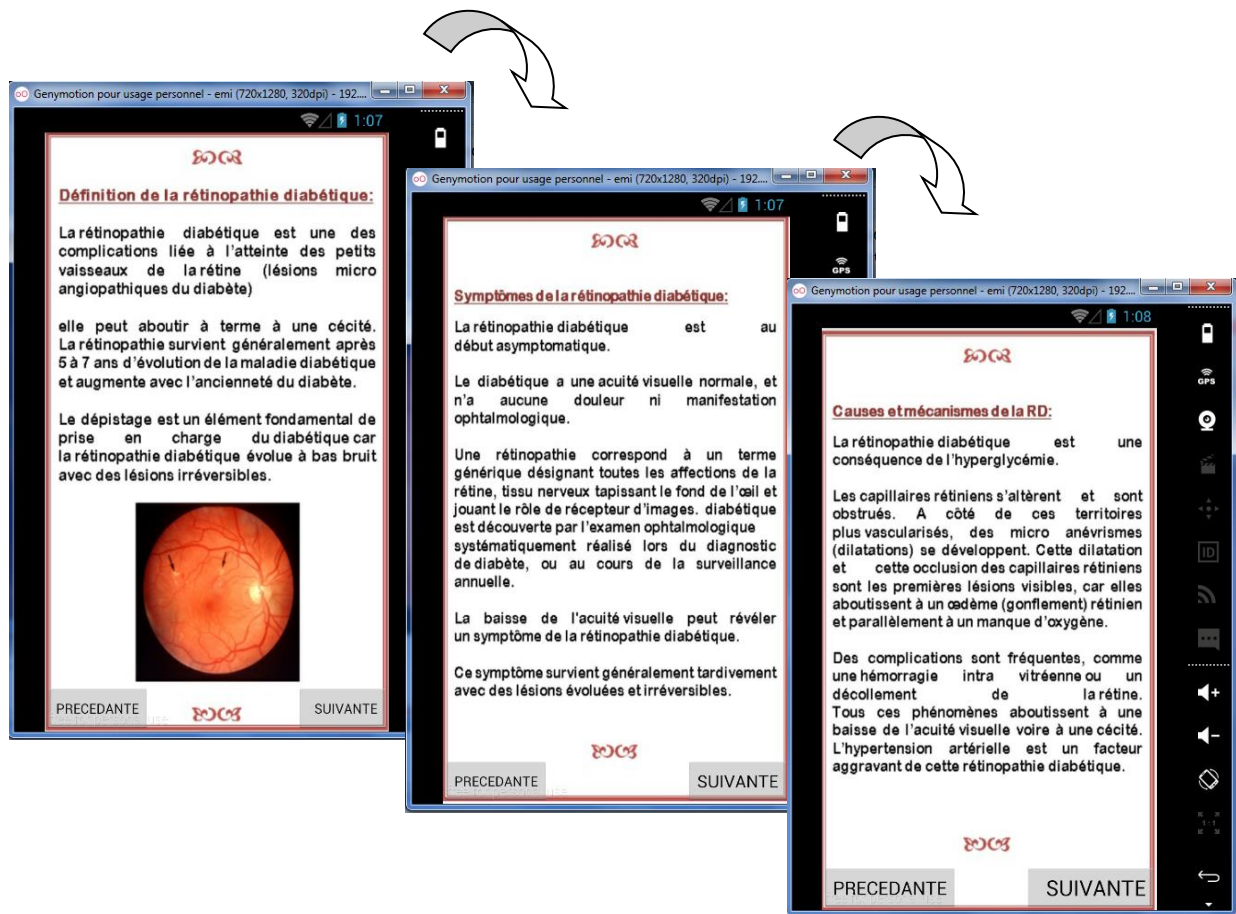 Genymotion pour usage personnel - emi (720x1280, 320dpi) - 192....
1:07
Définition de la rétinopathie diabétique:
La rétinopathie diabétique est une des
complications liée à l'atteinte des petits
vaisseaux de la rétine (lésions micro
angiopathiques du diabète)
elle peut aboutir à terme à une cécité.
La rétinopathie survient généralement après
5 à 7 ans d'évolution de la maladie diabétique
et augmente avec l'ancienneté du diabète.
Le dépistage est un élément fondamental de
prise en charge du diabétique car
la rétinopathie diabétique évolue à bas bruit
avec des lésions irréversibles.
PRECEDANTE
SUIVANTE
Genymotion pour usage personnel - emi (720x1280, 320dpi) - 192....
1:07
GPS
Symptômes de la rétinopathie diabétique:
La rétinopathie diabétique est au
début asymptomatique.
Le diabétique a une acuité visuelle normale, et
n'a aucune douleur ni manifestation
ophtalmologique.
Une rétinopathie correspond à un terme
générique désignant toutes les affections de la
rétine, tissu nerveux tapissant le fond de l'œil et
jouant le rôle de récepteur d'images. diabétique
est découverte par l'examen ophtalmologique
systématiquement réalisé lors du diagnostic
de diabète, ou au cours de la surveillance
annuelle.
La baisse de l'acuité visuelle peut révéler
un symptôme de la rétinopathie diabétique.
Ce symptôme survient généralement tardivement
avec des lésions évoluées et irréversibles.
PRECEDANTE
SUIVANTE
Genymotion pour usage personnel - emi (720x1280, 320dpi) - 192....
1:08
GPS
Causes et mécanismes de la RD:
La rétinopathie diabétique est une
conséquence de l'hyperglycémie.
Les capillaires rétiniens s'altèrent et sont
obstrués. A côté de ces territoires
plus vascularisés, des micro anévrismes
(dilatations) se développent. Cette dilatation
et cette occlusion des capillaires rétiniens
sont les premières lésions visibles, car elles
aboutissent à un œdème (gonflement) rétinien
et parallèlement à un manque d'oxygène.
Des complications sont fréquentes, comme
une hémorragie intra vitréenne ou un
décollement de la rétine.
Tous ces phénomènes aboutissent à une
baisse de l'acuité visuelle voire à une cécité.
L'hypertension artérielle est un facteur
aggravant de cette rétinopathie diabétique.
ID
1:1
PRECEDANTE
SUIVANTE